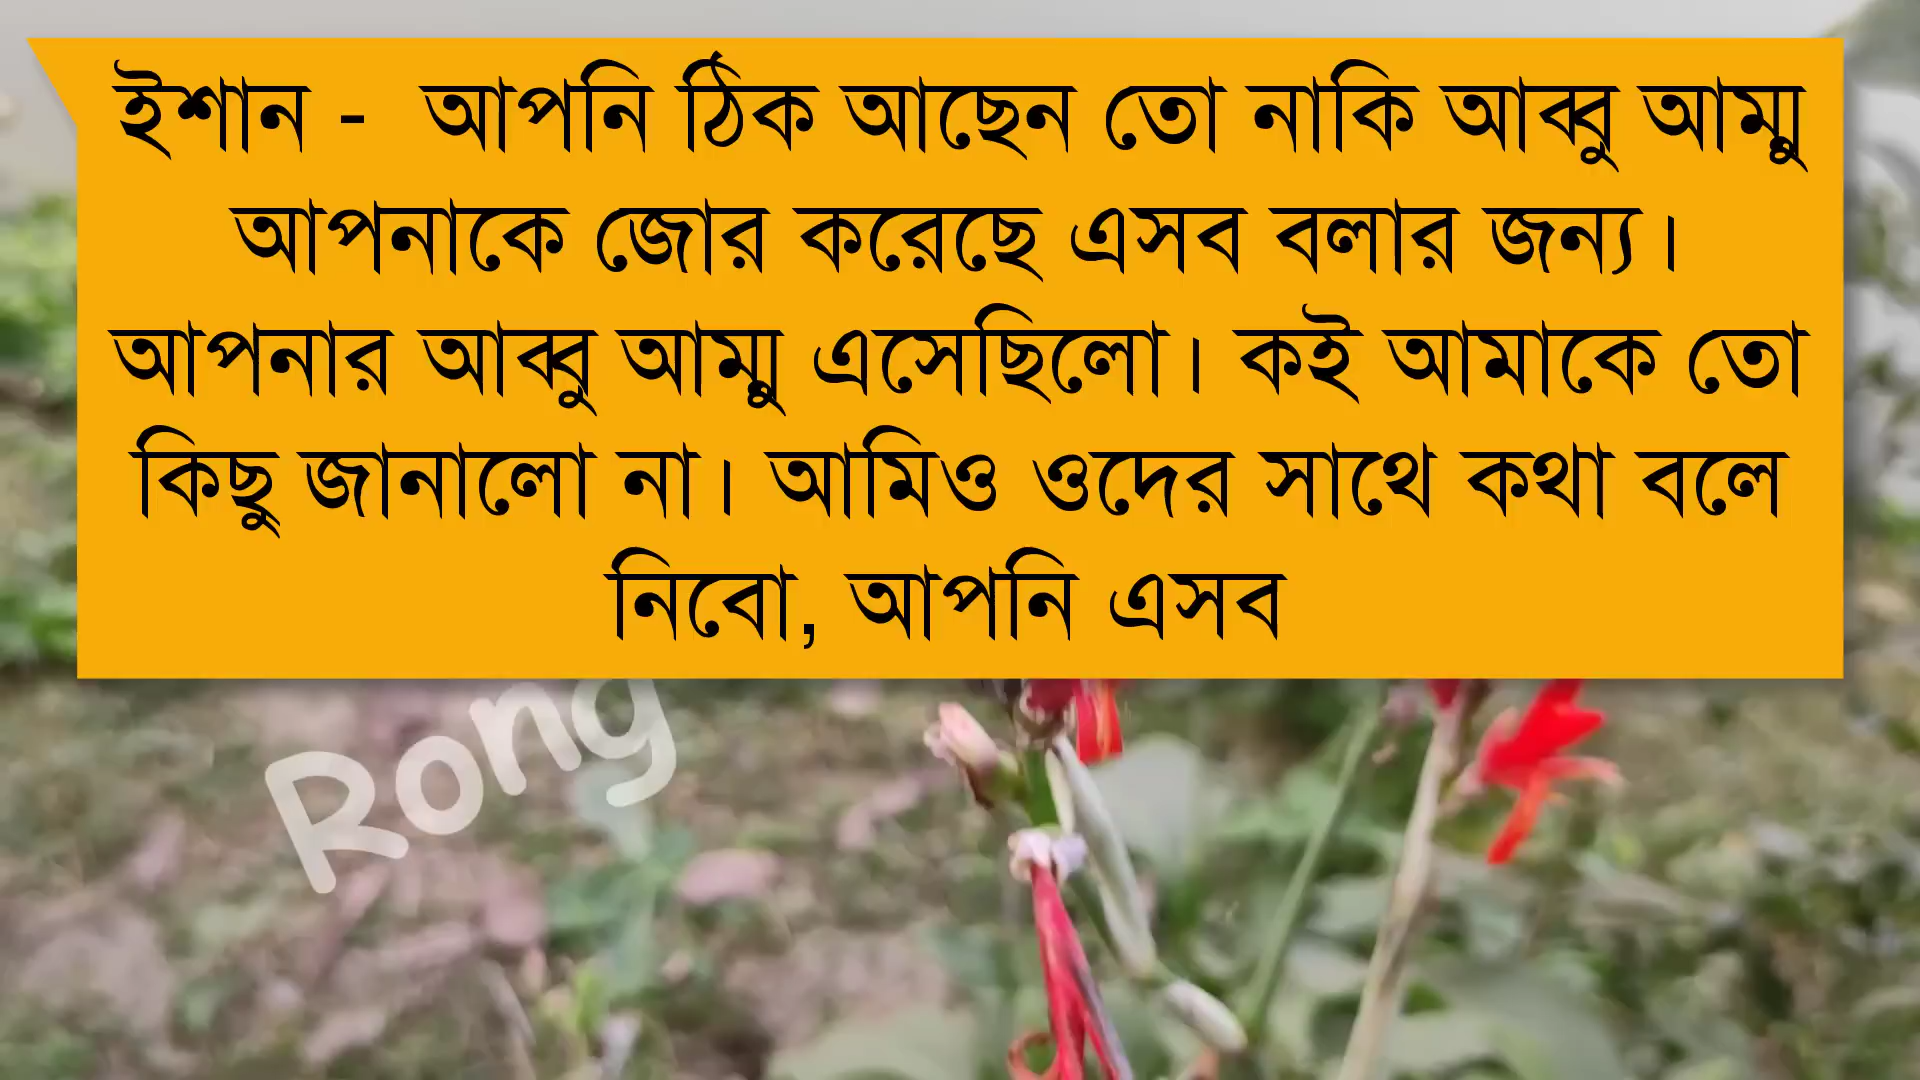 ইশান - আপনি ঠিক আছেন তো নাকি আব্বু আম্মু
আপনাকে জোর করেছে এসব বলার জন্য।
আপনার আব্বু আম্মু এসেছিলো। কই আমাকে তো
কিছু জানালো না। আমিও ওদের সাথে কথা বলে
নিবো, আপনি এসব
Rong